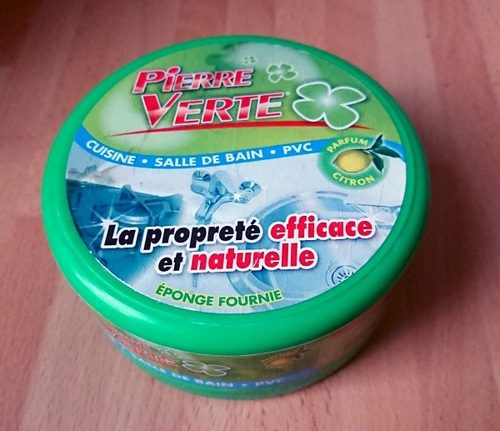 PIERRE
VERTE
CUISINE • SALLE DE BAIN • PVC
PARFUM
CITRON
La propreté efficace
et naturelle
ÉPONGE FOURNIE
LE DE BAIN • PVC